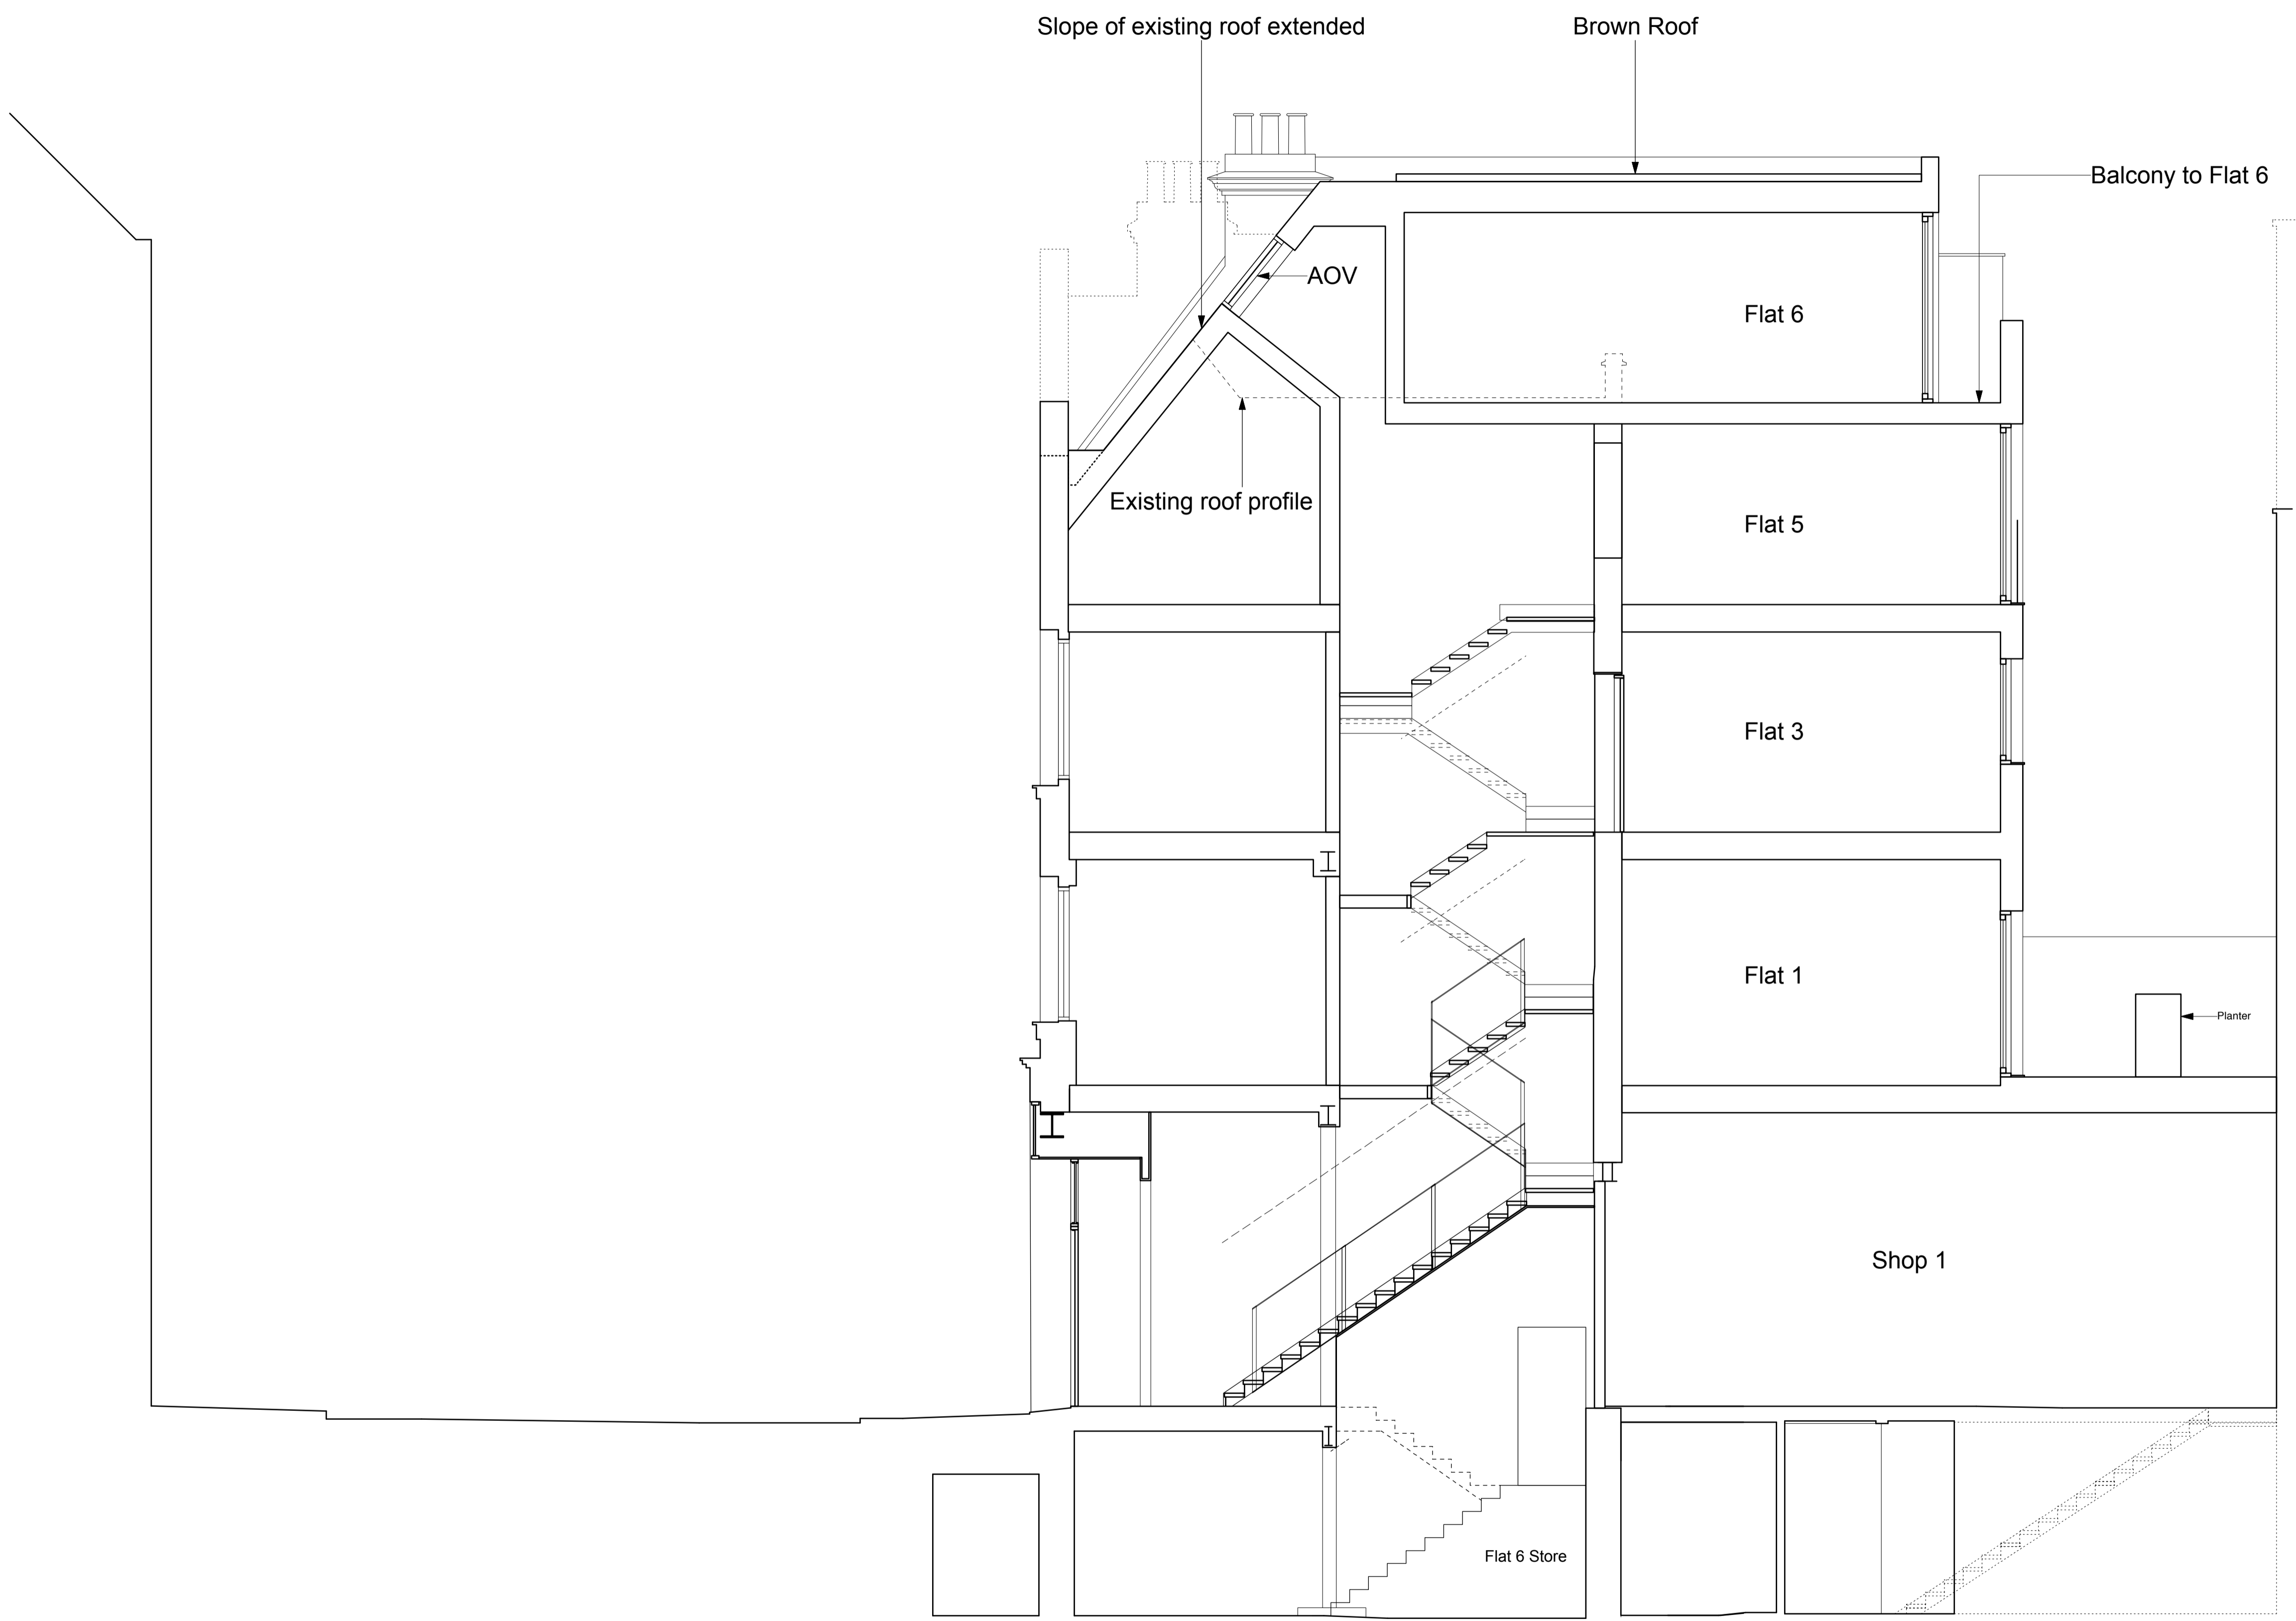 Slope of existing roof extended
Brown Roof
Balcony to Flat 6
AOV
Flat 6
Existing roof profile
Flat 5
Flat 3
Flat 1
Planter
Shop 1
Flat 6 Store